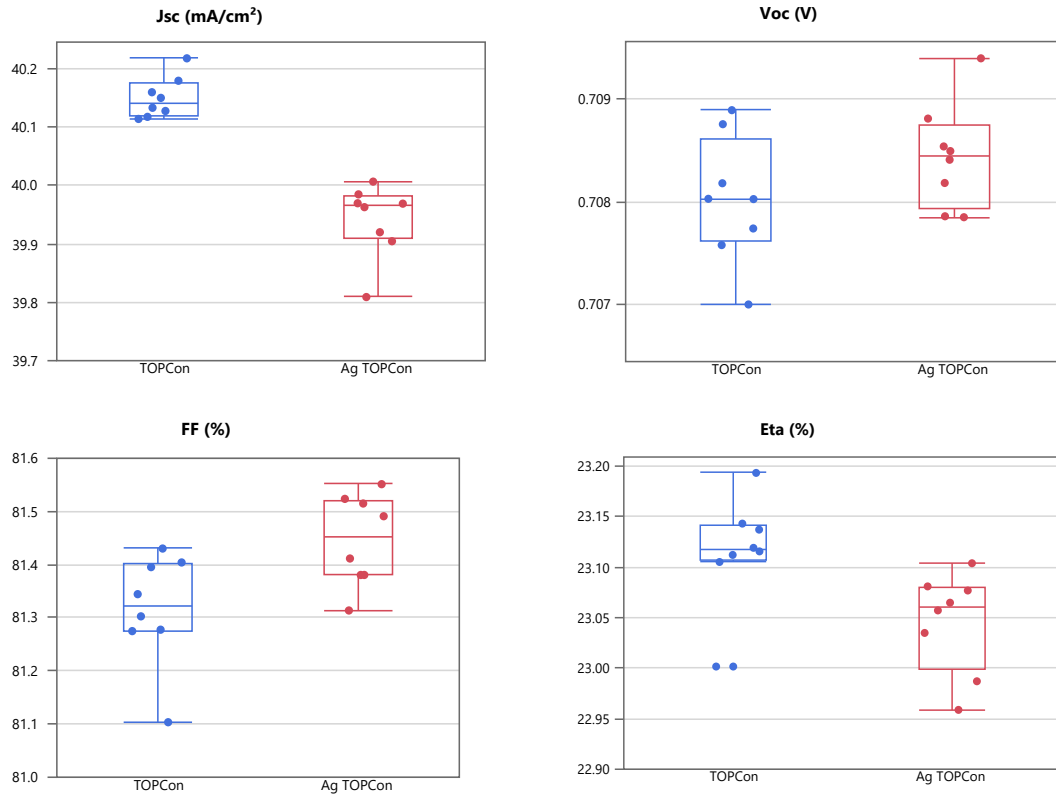 Jsc (mA/cm²)
40.2
40.1
40.0
39.9
39.8
39.7
TOPCon Ag TOPCon
Voc (V)
0.709
0.708
0.707
TOPCon Ag TOPCon
FF (%)
81.6
81.5
81.4
81.3
81.2
81.1
81.0
TOPCon Ag TOPCon
Eta (%)
23.20
23.15
23.10
23.05
23.00
22.95
22.90
TOPCon Ag TOPCon